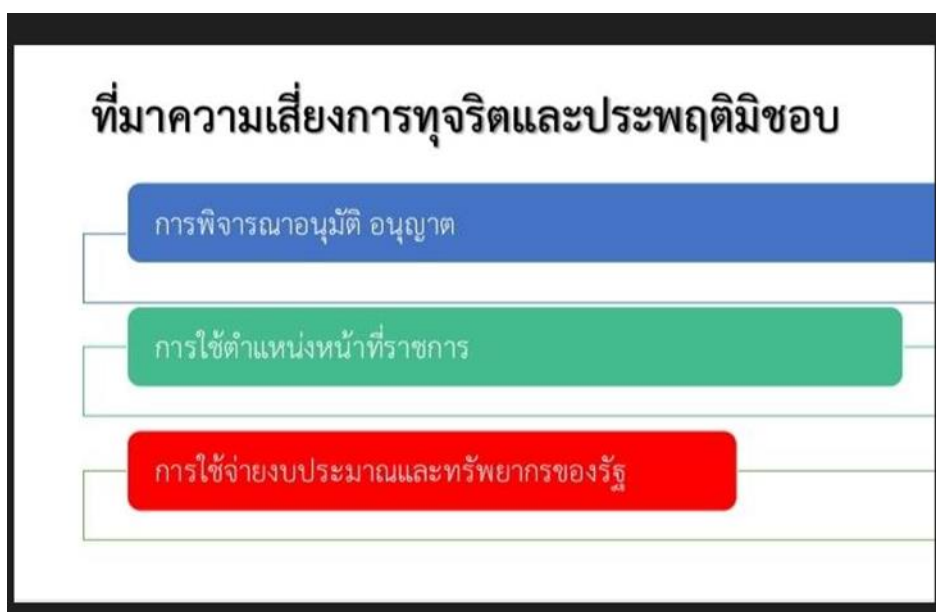 ที่มาความเสี่ยงการทุจริตและประพฤติมิชอบ
การพิจารณาอนุมัติ อนุญาต
การใช้ตำแหน่งหน้าที่ราชการ
การใช้จ่ายงบประมาณและทรัพยากรของรัฐ